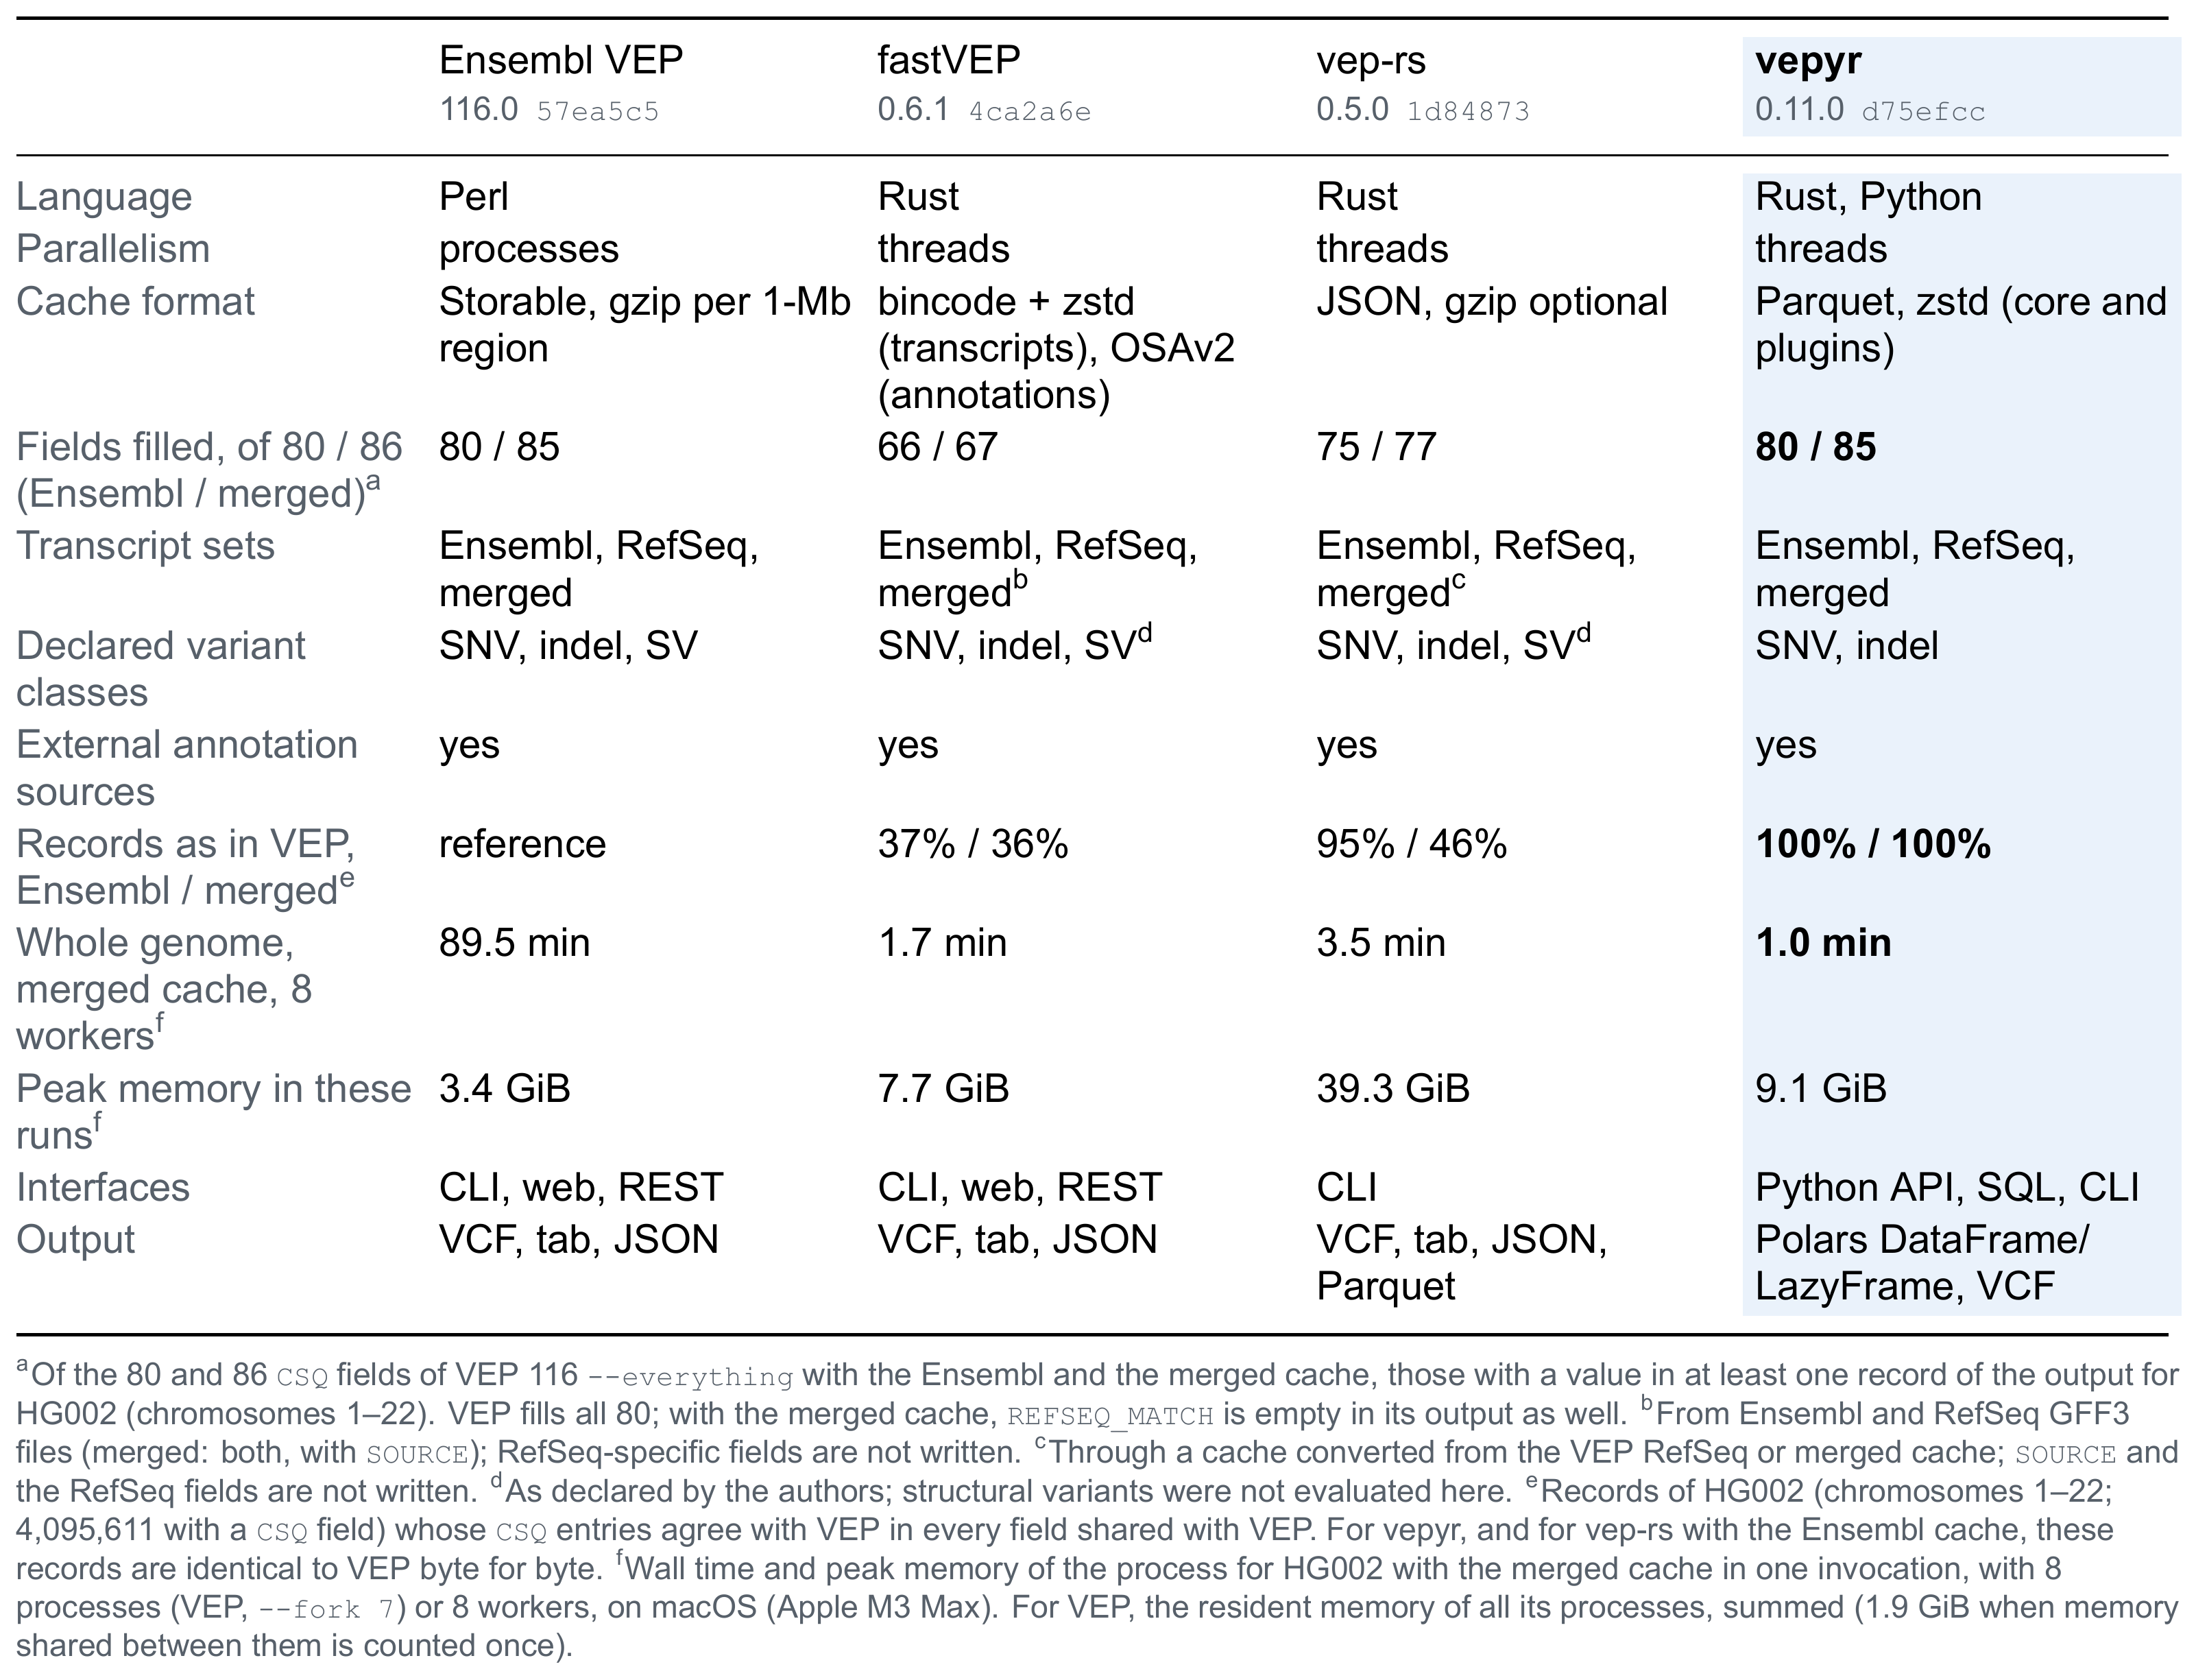 Ensembl VEP fastVEP vep-rs vepyr
116.0 57ea5c5 0.6.1 4ca2a6e 0.5.0 1d84873 0.11.0 d75efcc
Language Perl Rust Rust Rust, Python
Parallelism processes threads threads threads
Cache format Storable, gzip per 1-Mb bincode + zstd JSON, gzip optional Parquet, zstd (core and
region (transcripts), OSAv2 plugins)
(annotations)
Fields filled, of 80 / 86 80 / 85 66 / 67 75 / 77 80 / 85
(Ensembl / merged)a
Transcript sets Ensembl, RefSeq, Ensembl, RefSeq, Ensembl, RefSeq, Ensembl, RefSeq,
merged mergedb mergedc merged
Declared variant SNV, indel, SV SNV, indel, SVd SNV, indel, SVd SNV, indel
classes
External annotation yes yes yes yes
sources
Records as in VEP, reference 37% / 36% 95% / 46% 100% / 100%
Ensembl / mergede
Whole genome, 89.5 min 1.7 min 3.5 min 1.0 min
merged cache, 8
workersf
Peak memory in these 3.4 GiB 7.7 GiB 39.3 GiB 9.1 GiB
runsf
Interfaces CLI, web, REST CLI, web, REST CLI Python API, SQL, CLI
Output VCF, tab, JSON VCF, tab, JSON VCF, tab, JSON, Polars DataFrame/
Parquet LazyFrame, VCF
aOf the 80 and 86 CSQ fields of VEP 116 --everything with the Ensembl and the merged cache, those with a value in at least one record of the output for
HG002 (chromosomes 1–22). VEP fills all 80; with the merged cache, REFSEQ_MATCH is empty in its output as well. bFrom Ensembl and RefSeq GFF3
files (merged: both, with SOURCE); RefSeq-specific fields are not written. cThrough a cache converted from the VEP RefSeq or merged cache; SOURCE and
the RefSeq fields are not written. dAs declared by the authors; structural variants were not evaluated here. eRecords of HG002 (chromosomes 1–22;
4,095,611 with a CSQ field) whose CSQ entries agree with VEP in every field shared with VEP. For vepyr, and for vep-rs with the Ensembl cache, these
records are identical to VEP byte for byte. fWall time and peak memory of the process for HG002 with the merged cache in one invocation, with 8
processes (VEP, --fork 7) or 8 workers, on macOS (Apple M3 Max). For VEP, the resident memory of all its processes, summed (1.9 GiB when memory
shared between them is counted once).